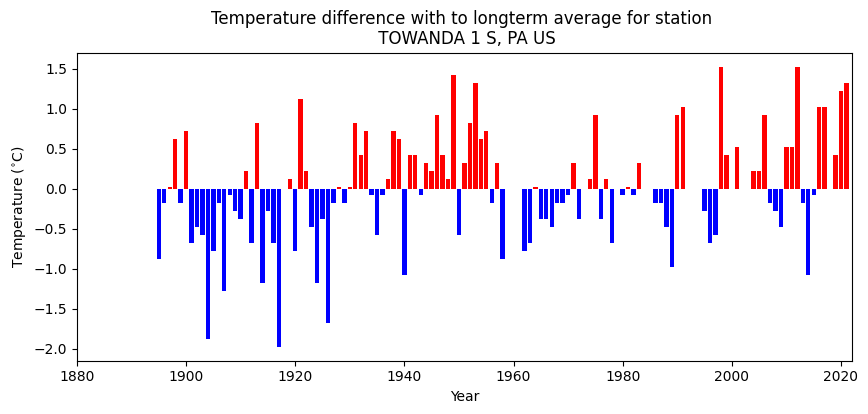 Temperature difference with to longterm average for station
TOWANDA 1 S, PA US
1.5
1.0
0.5
0.0
−0.5
−1.0
−1.5
−2.0
Temperature (°C)
1880 1900 1920 1940 1960 1980 2000 2020
Year